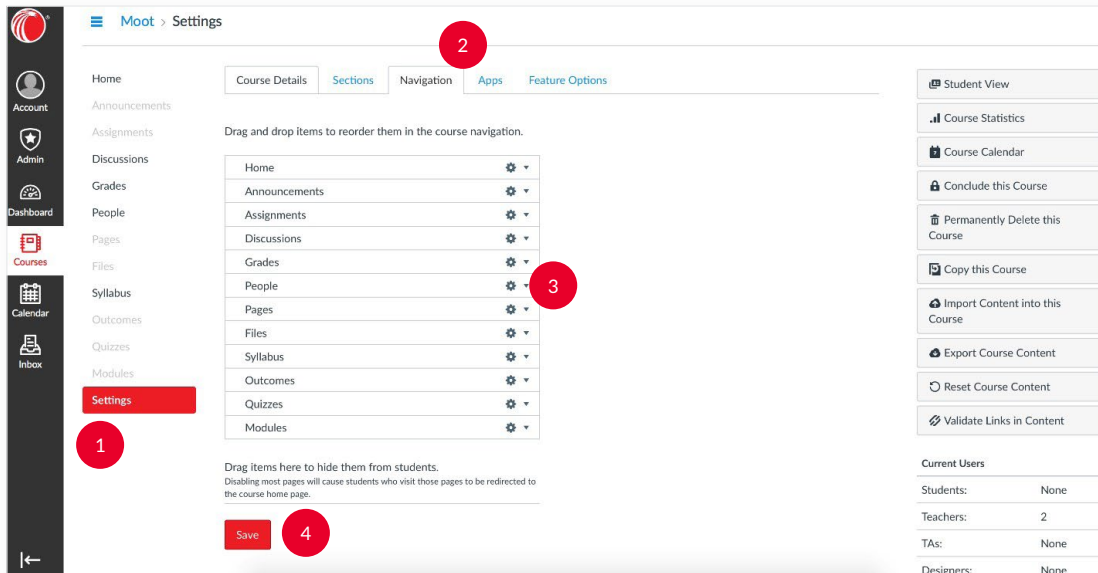 Moot > Settings
2
Account
Admin
Dashboard
Courses
Calendar
Inbox
Home
Announcements
Assignments
Discussions
Grades
People
Pages
Files
Syllabus
Outcomes
Quizzes
Modules
Settings
1
Course Details Sections Navigation Apps Feature Options
Drag and drop items to reorder them in the course navigation.
Home
Announcements
Assignments
Discussions
Grades
People
3
Pages
Files
Syllabus
Outcomes
Quizzes
Modules
Drag items here to hide them from students.
Disabling most pages will cause students who visit those pages to be redirected to
the course home page.
Save
4
Student View
Course Statistics
Course Calendar
Conclude this Course
Permanently Delete this
Course
Copy this Course
Import Content into this
Course
Export Course Content
Reset Course Content
Validate Links in Content
Current Users
Students: None
Teachers: 2
TAs: None
Designers: None